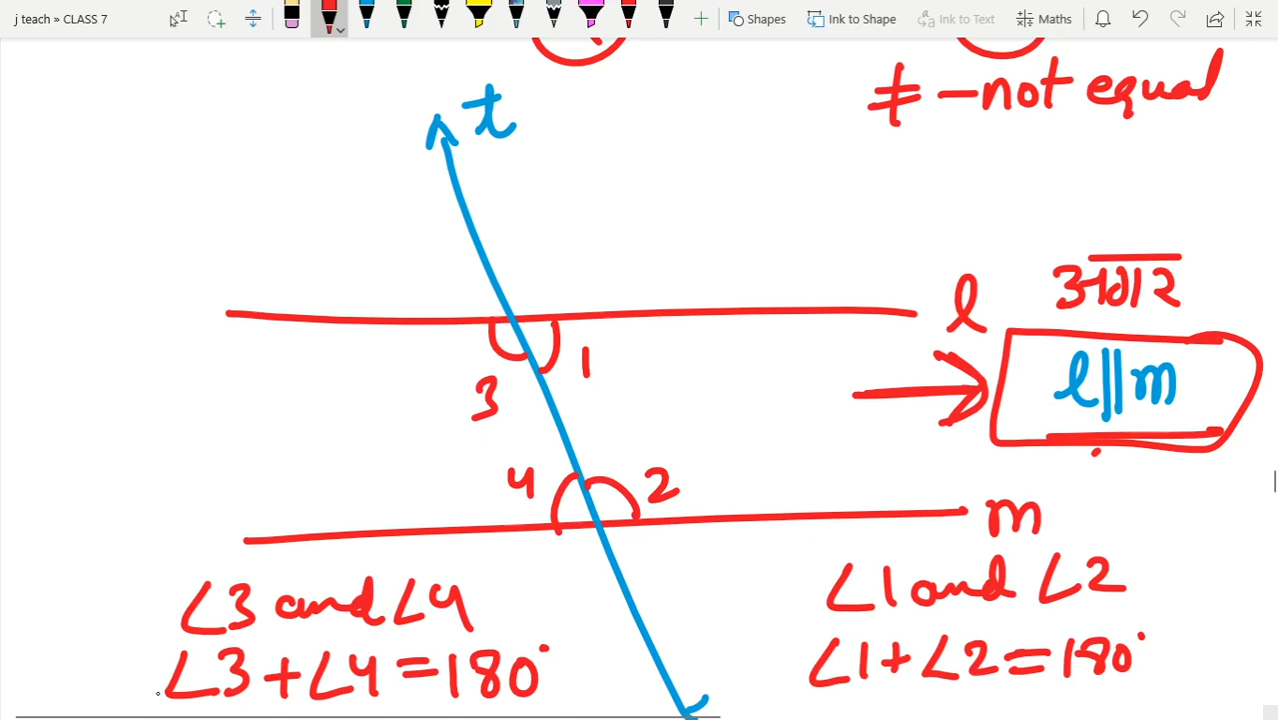 j teach » CLASS 7
Shapes
Ink to Shape
Ink to Text
Maths
≠ - not equal
t
l
l||m
3
1
4
2
m
∠3 and ∠4
∠3+∠4=180°
∠1 and ∠2
∠1+∠2=180°